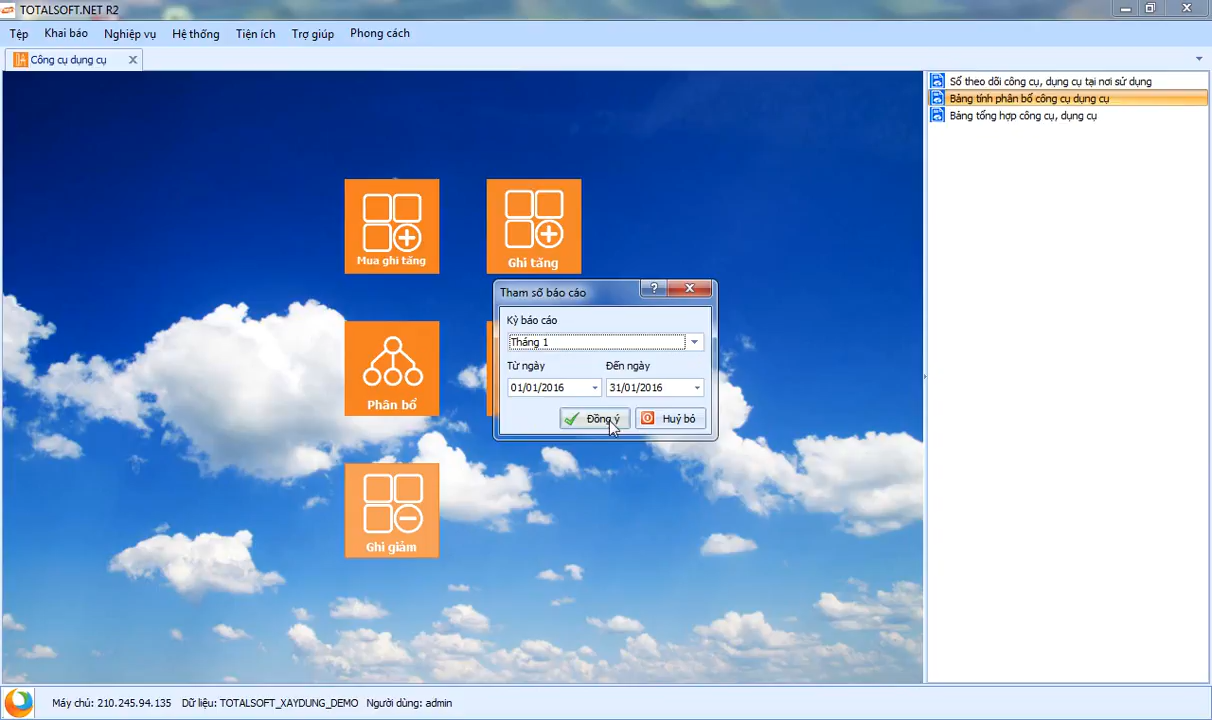 TOTALSOFT.NET R2
Tệp Khai báo Nghiệp vụ Hệ thống Tiện ích Trợ giúp Phong cách
Công cụ dụng cụ
Sổ theo dõi công cụ, dụng cụ tại nơi sử dụng
Bảng tính phân bổ công cụ dụng cụ
Bảng tổng hợp công cụ, dụng cụ
Mua ghi tăng
Ghi tăng
Tham số báo cáo
Kỳ báo cáo
Tháng 1
Từ ngày Đến ngày
01/01/2016 31/01/2016
Đồng ý Huỷ bỏ
Phân bổ
Ghi giảm
Máy chủ: 210.245.94.135 Dữ liệu: TOTALSOFT_XAYDUNG_DEMO Người dùng: admin